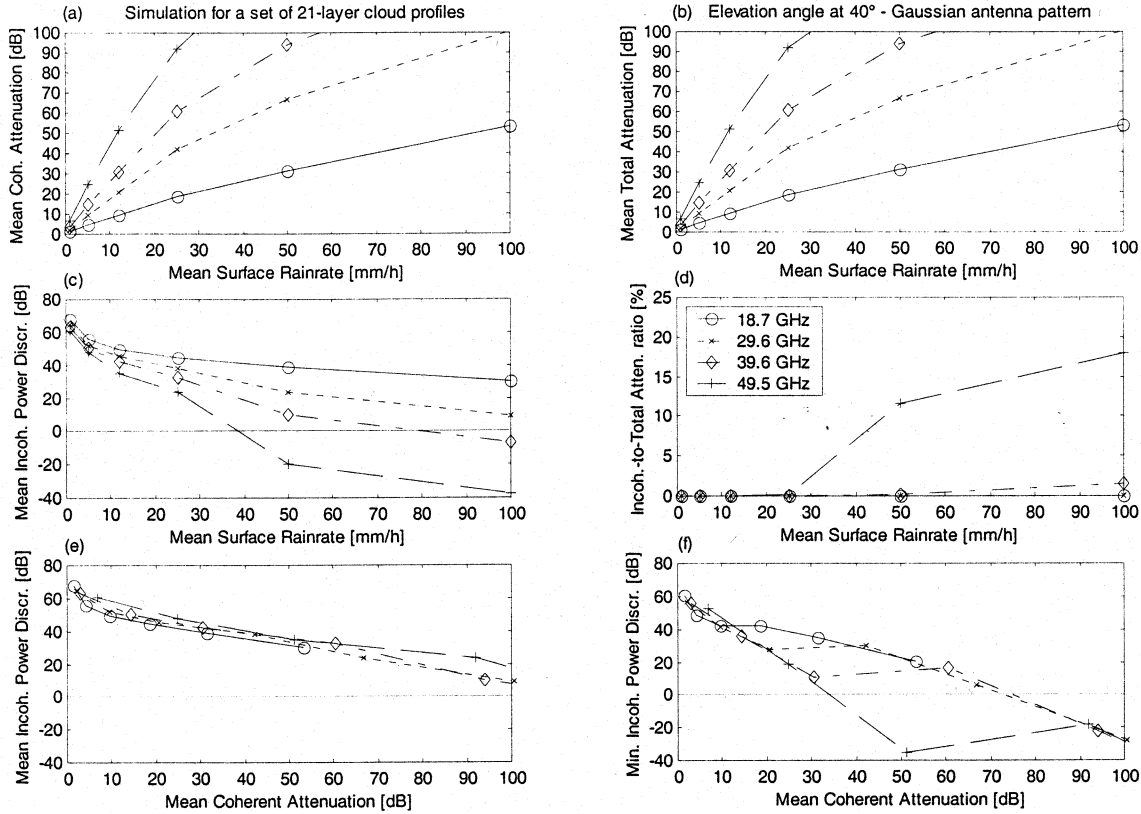 (a) Simulation for a set of 21-layer cloud profiles
Mean Coh. Attenuation [dB]
100
90
80
70
60
50
40
30
20
10
0
0 10 20 30 40 50 60 70 80 90 100
Mean Surface Rainrate [mm/h]
(b) Elevation angle at 40° - Gaussian antenna pattern
Mean Total Attenuation [dB]
100
90
80
70
60
50
40
30
20
10
0
0 10 20 30 40 50 60 70 80 90 100
Mean Surface Rainrate [mm/h]
(c)
Mean Incoh. Power Discr. [dB]
80
60
40
20
0
-20
-40
0 10 20 30 40 50 60 70 80 90 100
Mean Surface Rainrate [mm/h]
(d)
Incoh.-to-Total Atten. ratio [%]
25
20
15
10
5
0
18.7 GHz
29.6 GHz
39.6 GHz
49.5 GHz
0 10 20 30 40 50 60 70 80 90 100
Mean Surface Rainrate [mm/h]
(e)
Mean Incoh. Power Discr. [dB]
80
60
40
20
0
-20
-40
0 10 20 30 40 50 60 70 80 90 100
Mean Coherent Attenuation [dB]
(f)
Min. Incoh. Power Discr. [dB]
80
60
40
20
0
-20
-40
0 10 20 30 40 50 60 70 80 90 100
Mean Coherent Attenuation [dB]